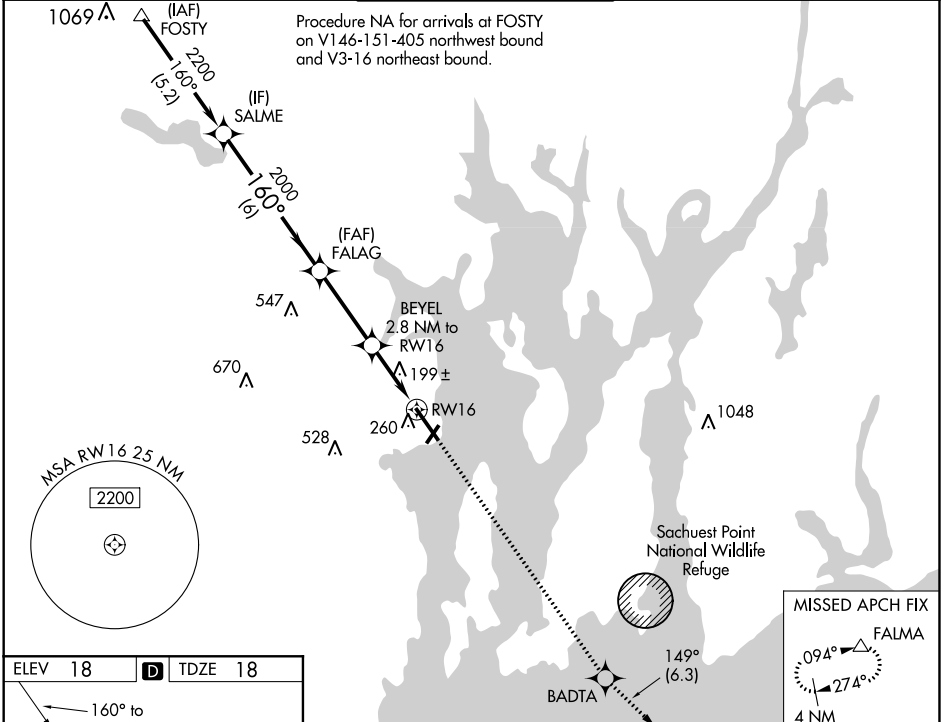 1069
(IAF)
FOSTY
Procedure NA for arrivals at FOSTY
on V146-151-405 northwest bound
and V3-16 northeast bound.
2200
160°
(5.2)
(IF)
SALME
2000
160°
(6)
(FAF)
FALAG
547
BEYEL
2.8 NM to
RW16
199 ±
670
RW16
260
1048
528
MSA RW 16 25 NM
2200
Sachuest Point
National Wildlife
Refuge
MISSED APCH FIX
FALMA
094°
274°
4 NM
149°
(6.3)
BADTA
ELEV 18 D TDZE 18
160° to